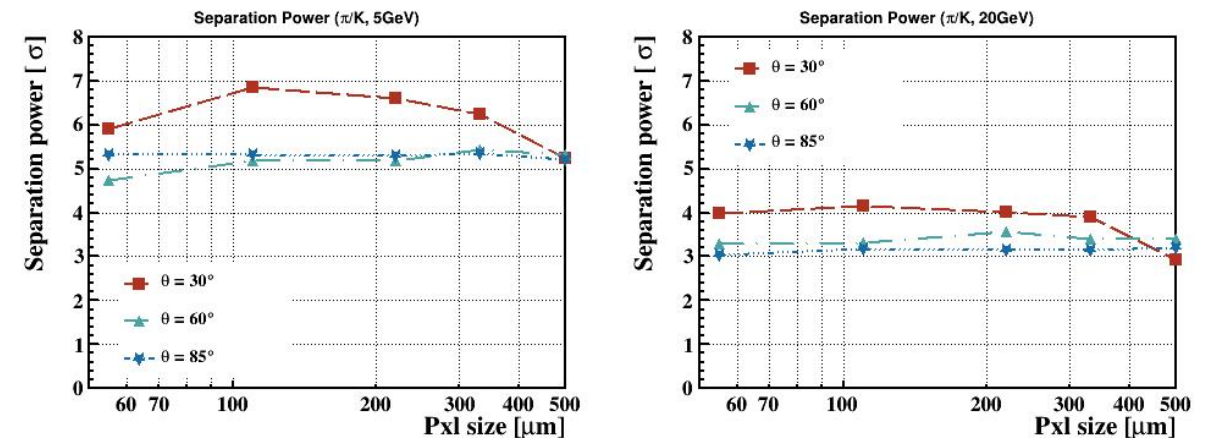 Separation Power (π/K, 5GeV)
Separation power [ σ]
8
7
6
5
4
3
2
1
0
θ = 30°
θ = 60°
θ = 85°
60 70 100 200 300 400 500
Pxl size [μm]
Separation Power (π/K, 20GeV)
Separation power [ σ]
8
7
6
5
4
3
2
1
0
θ = 30°
θ = 60°
θ = 85°
60 70 100 200 300 400 500
Pxl size [μm]